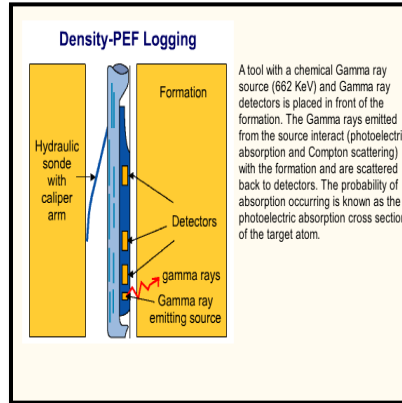 Density-PEF Logging
Formation
Hydraulic
sonde
with
caliper
arm
Detectors
gamma rays
Gamma ray
emitting source
A tool with a chemical Gamma ray
source (662 KeV) and Gamma ray
detectors is placed in front of the
formation. The Gamma rays emitted
from the source interact (photoelectri
absorption and Compton scattering)
with the formation and are scattered
back to detectors. The probability of
absorption occurring is known as the
photoelectric absorption cross section
of the target atom.